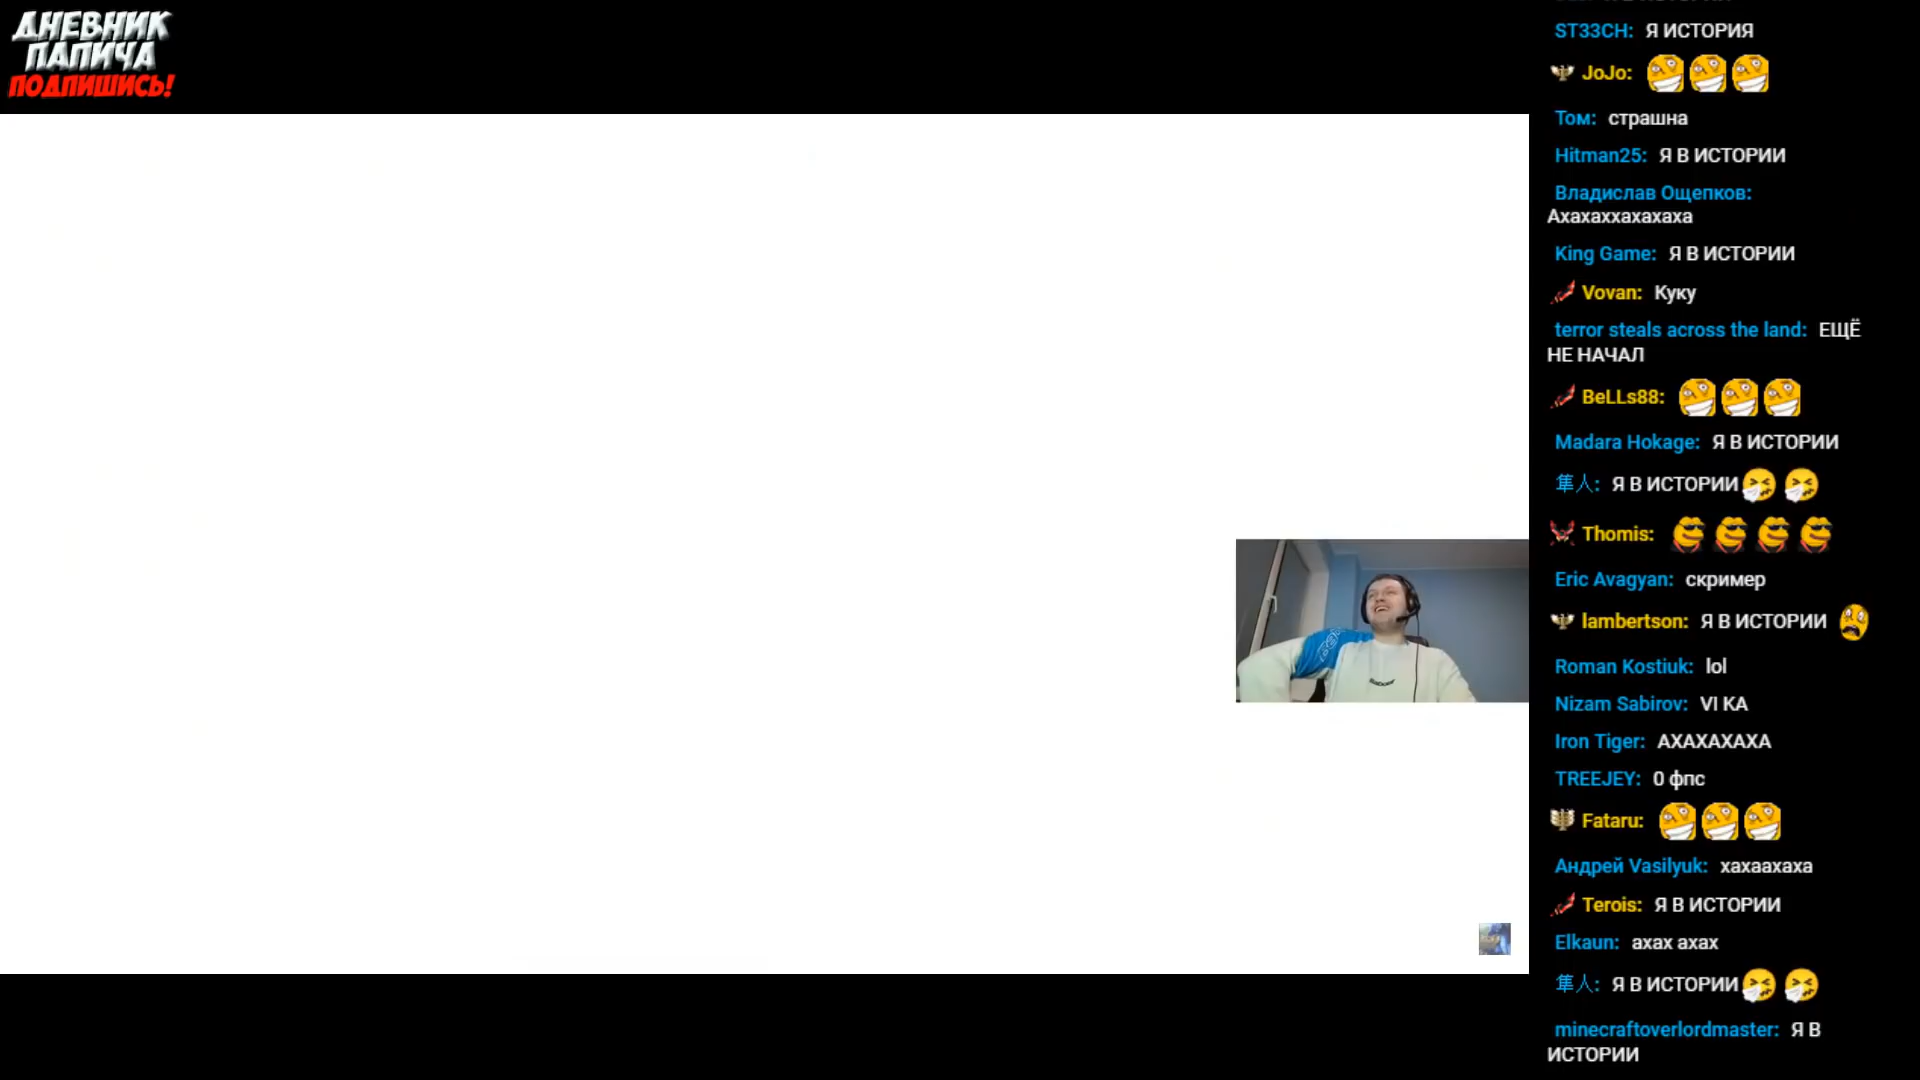 ДНЕВНИК
ПАПИЧА
ПОДПИШИСЬ!
ST33CH: Я ИСТОРИЯ
JoJo:
Том: страшна
Hitman25: Я В ИСТОРИИ
Владислав Ощепков:
Ахахаххахахаха
King Game: Я В ИСТОРИИ
Vovan: Куку
terror steals across the land: ЕЩЁ
НЕ НАЧАЛ
BeLLs88:
Madara Hokage: Я В ИСТОРИИ
隼人: Я В ИСТОРИИ
Thomis:
Eric Avagyan: скример
lambertson: Я В ИСТОРИИ
Roman Kostiuk: lol
Nizam Sabirov: VI KA
Iron Tiger: АХАХАХАХА
TREEJEY: 0 фпс
Fataru:
Андрей Vasilyuk: хахаахаха
Terois: Я В ИСТОРИИ
Elkaun: ахах ахах
隼人: Я В ИСТОРИИ
minecraftoverlordmaster: Я В
ИСТОРИИ